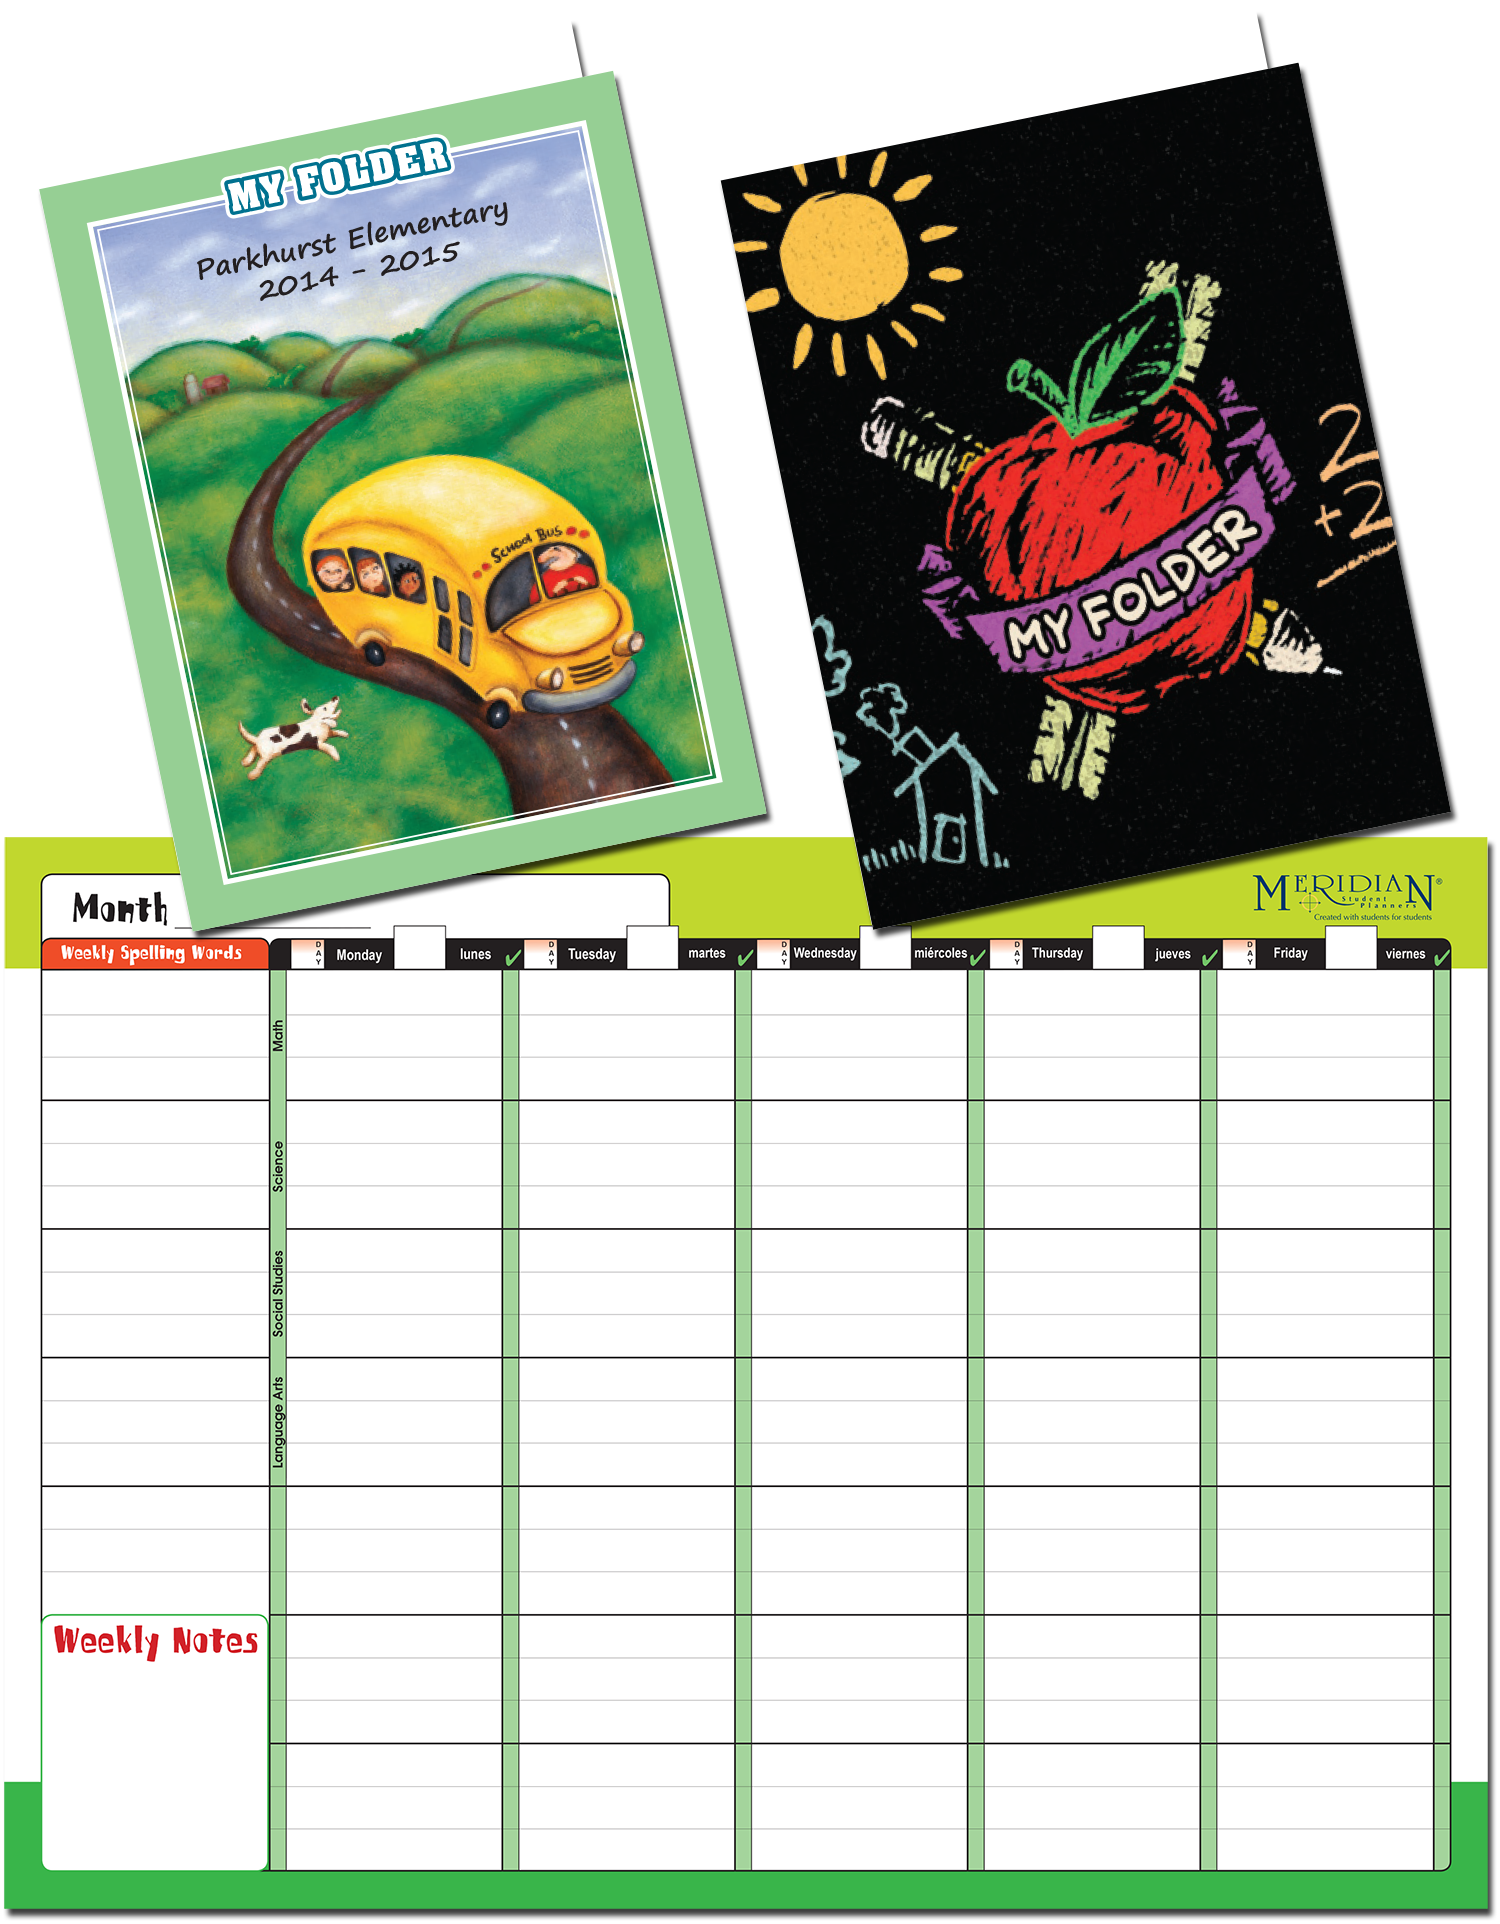 MY FOLDER
Parkhurst Elementary
2014 - 2015
SCHOOL BUS
2
+2
MY FOLDER
MERIDIAN®
Student
Planners
Created with students for students
Month
Weekly Spelling Words
DAY Monday lunes ✓ DAY Tuesday martes ✓ DAY Wednesday miércoles ✓ DAY Thursday jueves ✓ DAY Friday viernes ✓
Math
Science
Social Studies
Language Arts
Weekly Notes